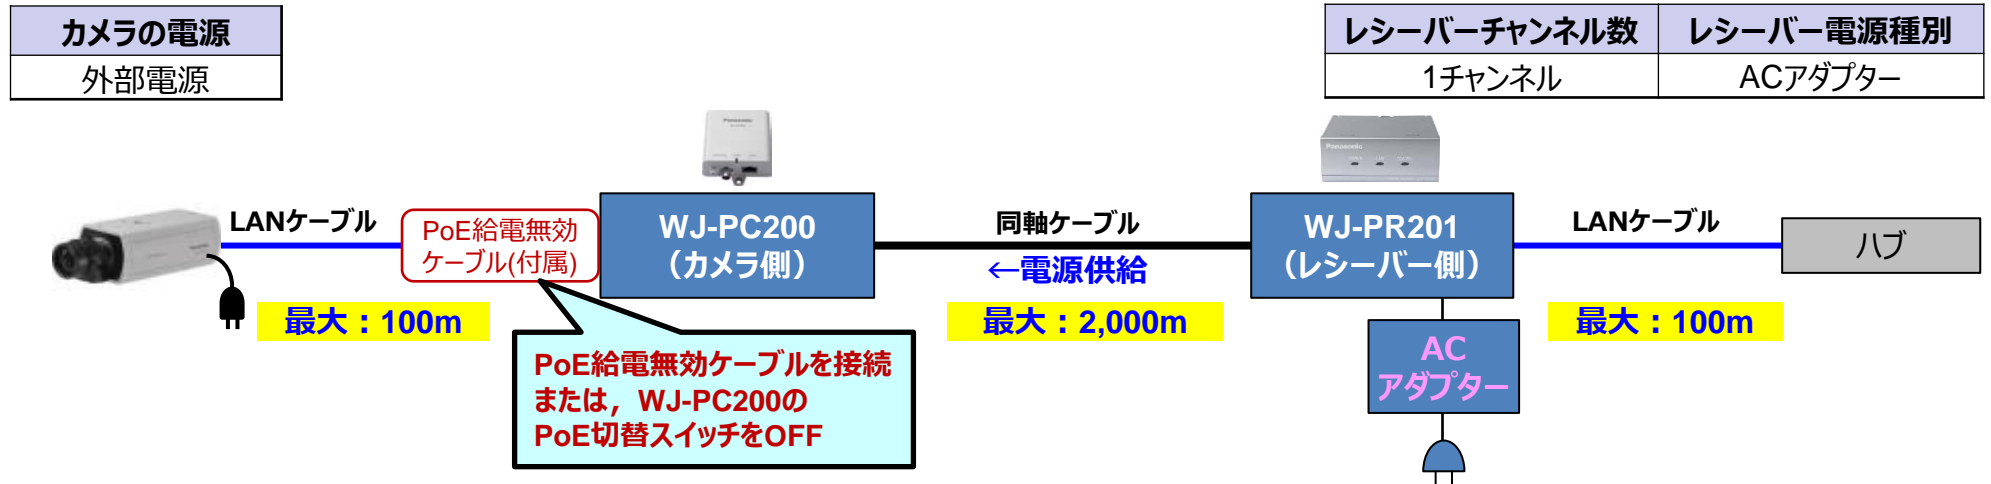 カメラの電源
外部電源
レシーバーチャンネル数 レシーバー電源種別
1チャンネル ACアダプター
Panasonic
Panasonic
LANケーブル
PoE給電無効
ケーブル(付属)
WJ-PC200
（カメラ側）
同軸ケーブル
←電源供給
WJ-PR201
（レシーバー側）
LANケーブル
ハブ
最大：100m
最大：2,000m
最大：100m
PoE給電無効ケーブルを接続
または，WJ-PC200の
PoE切替スイッチをOFF
AC
アダプター